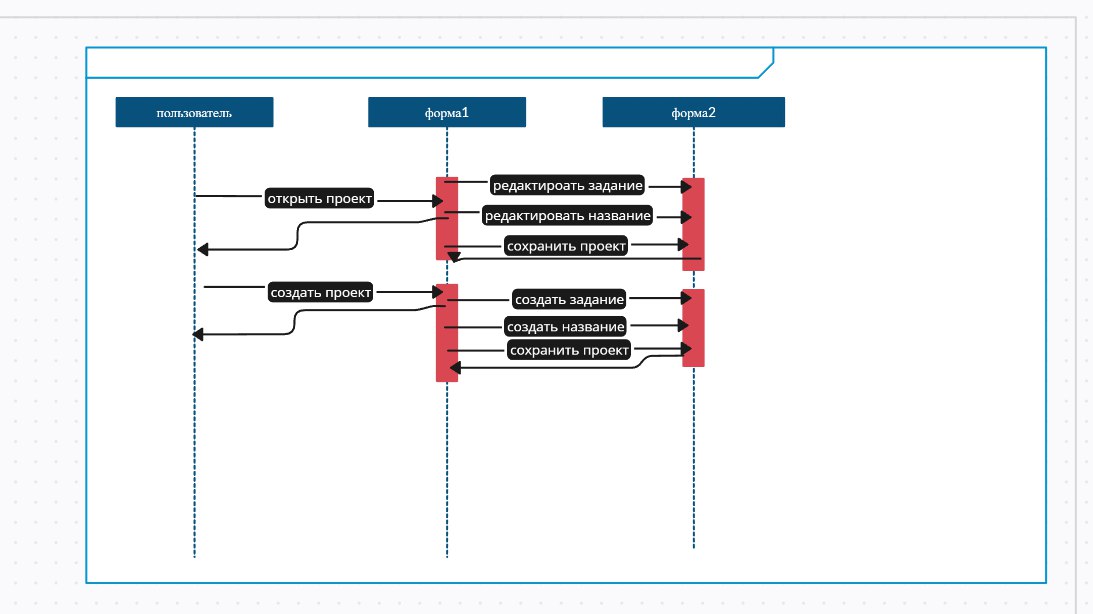 пользователь
форма1
форма2
редактироать задание
открыть проект
редактировать название
сохранить проект
создать проект
создать задание
создать название
сохранить проект